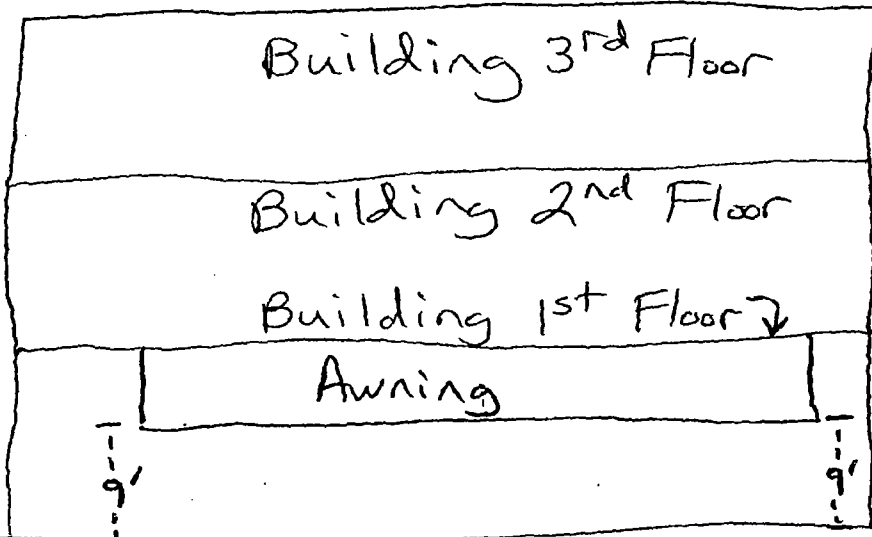 Building 3rd Floor
Building 2nd Floor
Building 1st Floor
Awning
9' 9'